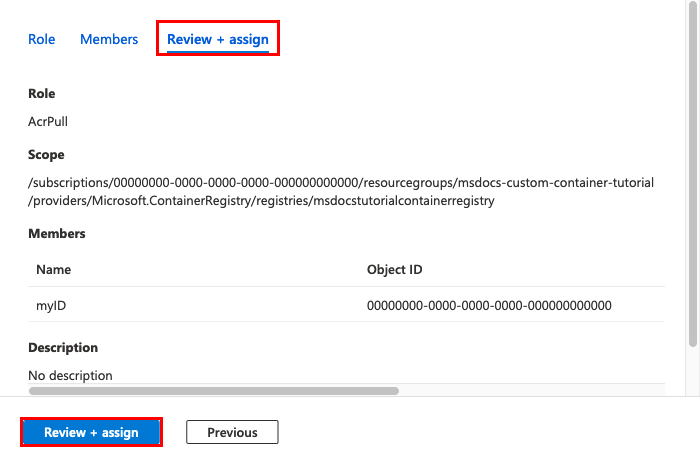 Role Members Review + assign
Role
AcrPull
Scope
/subscriptions/00000000-0000-0000-0000-000000000000/resourcegroups/msdocs-custom-container-tutorial
/providers/Microsoft.ContainerRegistry/registries/msdocstutorialcontainerregistry
Members
Name Object ID
myID 00000000-0000-0000-0000-000000000000
Description
No description
Review + assign Previous